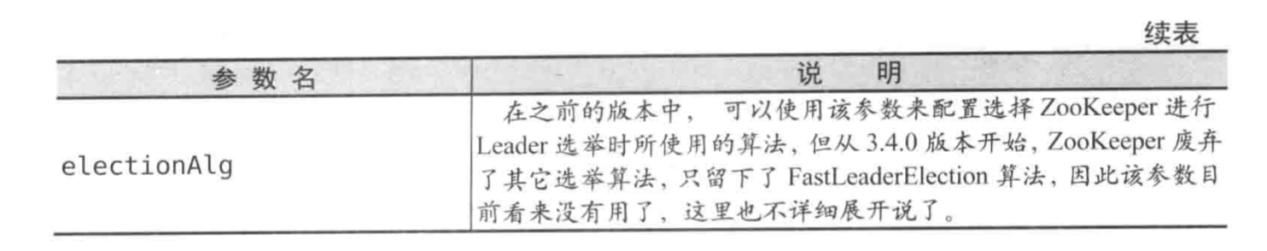 续表
参数名 说明
在之前的版本中， 可以使用该参数来配置选择 ZooKeeper 进行
Leader 选举时所使用的算法，但从 3.4.0 版本开始，ZooKeeper 废弃
electionAlg
了其它选举算法，只留下了 FastLeaderElection 算法，因此该参数目
前看来没有用了，这里也不详细展开说了。